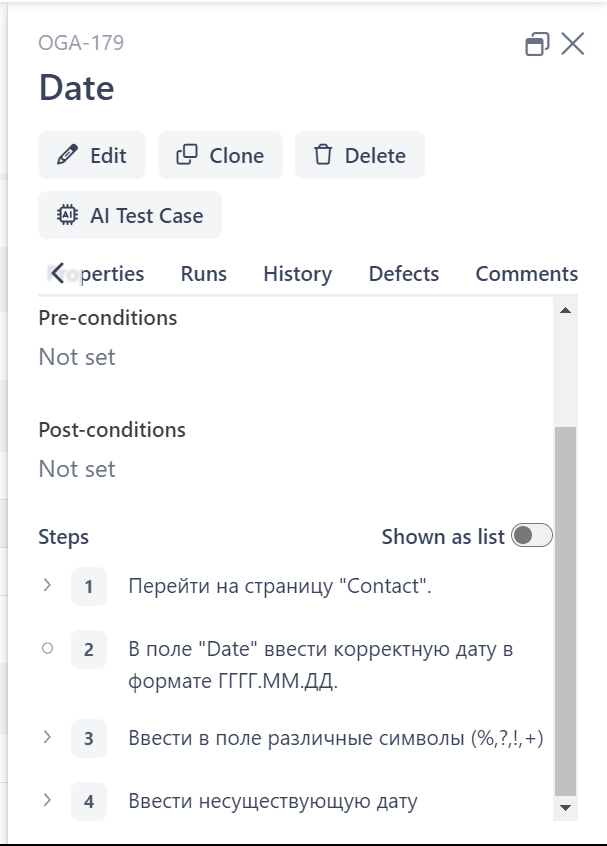 OGA-179
Date
Edit
Clone
Delete
AI Test Case
Properties
Runs
History
Defects
Comments
Pre-conditions
Not set
Post-conditions
Not set
Steps
Shown as list
1
Перейти на страницу "Contact".
2
В поле "Date" ввести корректную дату в
формате ГГГГ.ММ.ДД.
3
Ввести в поле различные символы (%,?,!,+)
4
Ввести несуществующую дату